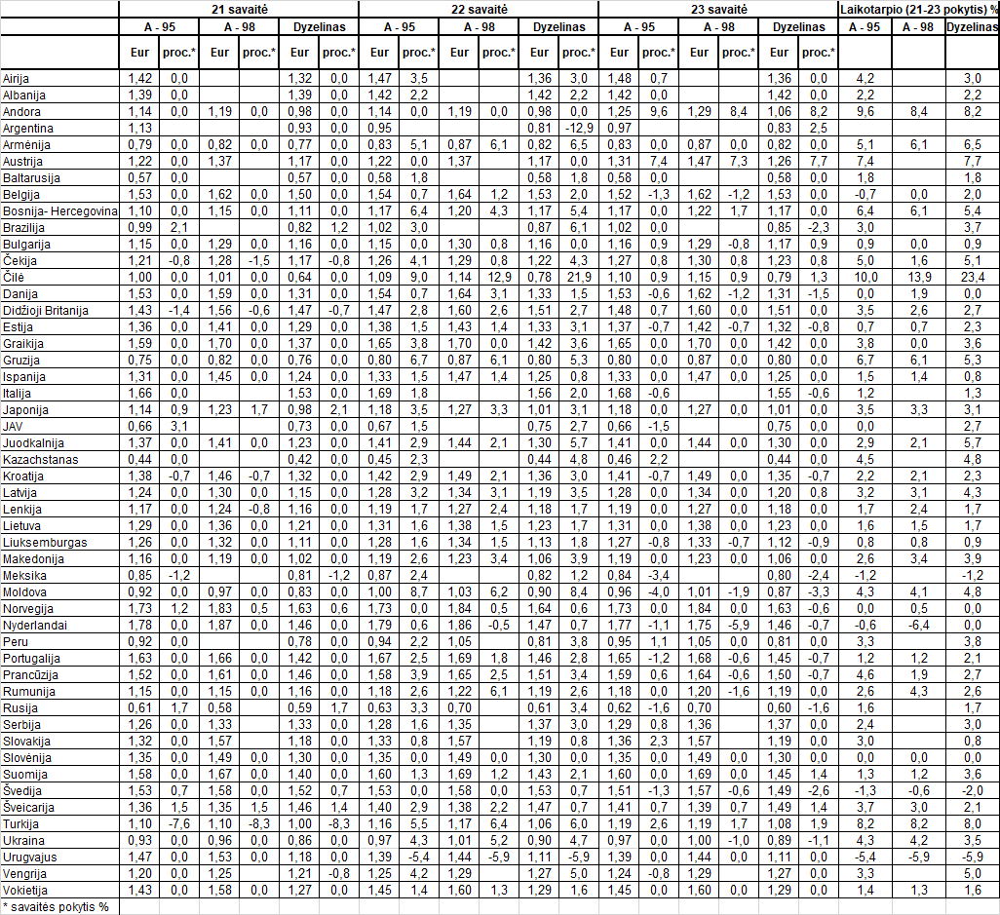 21 savaitė 22 savaitė 23 savaitė Laikotarpio (21-23 pokytis) %
A - 95 A - 98 Dyzelinas A - 95 A - 98 Dyzelinas A - 95 A - 98 Dyzelinas A - 95 A - 98 Dyzelinas
Eur proc.* Eur proc.* Eur proc.* Eur proc.* Eur proc.* Eur proc.* Eur proc.* Eur proc.* Eur proc.*
Airija 1,42 0,0 1,32 0,0 1,47 3,5 1,36 3,0 1,48 0,7 1,36 0,0 4,2 3,0
Albanija 1,39 0,0 1,39 0,0 1,42 2,2 1,42 2,2 1,42 0,0 1,42 0,0 2,2 2,2
Andora 1,14 0,0 1,19 0,0 0,98 0,0 1,14 0,0 1,19 0,0 0,98 0,0 1,25 9,6 1,29 8,4 1,06 8,2 9,6 8,4 8,2
Argentina 1,13 0,93 0,0 0,95 0,81 -12,9 0,97 0,83 2,5
Armėnija 0,79 0,0 0,82 0,0 0,77 0,0 0,83 5,1 0,87 6,1 0,82 6,5 0,83 0,0 0,87 0,0 0,82 0,0 5,1 6,1 6,5
Austrija 1,22 0,0 1,37 1,17 0,0 1,22 0,0 1,37 1,17 0,0 1,31 7,4 1,47 7,3 1,26 7,7 7,4 7,7
Baltarusija 0,57 0,0 0,57 0,0 0,58 1,8 0,58 1,8 0,58 0,0 0,58 0,0 1,8 1,8
Belgija 1,53 0,0 1,62 0,0 1,50 0,0 1,54 0,7 1,64 1,2 1,53 2,0 1,52 -1,3 1,62 -1,2 1,53 0,0 -0,7 0,0 2,0
Bosnija- Hercegovina 1,10 0,0 1,15 0,0 1,11 0,0 1,17 6,4 1,20 4,3 1,17 5,4 1,17 0,0 1,22 1,7 1,17 0,0 6,4 6,1 5,4
Brazilija 0,99 2,1 0,82 1,2 1,02 3,0 0,87 6,1 1,02 0,0 0,85 -2,3 3,0 3,7
Bulgarija 1,15 0,0 1,29 0,0 1,16 0,0 1,15 0,0 1,30 0,8 1,16 0,0 1,16 0,9 1,29 -0,8 1,17 0,9 0,9 0,0 0,9
Čekija 1,21 -0,8 1,28 -1,5 1,17 -0,8 1,26 4,1 1,29 0,8 1,22 4,3 1,27 0,8 1,30 0,8 1,23 0,8 5,0 1,6 5,1
Čilė 1,00 0,0 1,01 0,0 0,64 0,0 1,09 9,0 1,14 12,9 0,78 21,9 1,10 0,9 1,15 0,9 0,79 1,3 10,0 13,9 23,4
Danija 1,53 0,0 1,59 0,0 1,31 0,0 1,54 0,7 1,64 3,1 1,33 1,5 1,53 -0,6 1,62 -1,2 1,31 -1,5 0,0 1,9 0,0
Didžioji Britanija 1,43 -1,4 1,56 -0,6 1,47 -0,7 1,47 2,8 1,60 2,6 1,51 2,7 1,48 0,7 1,60 0,0 1,51 0,0 3,5 2,6 2,7
Estija 1,36 0,0 1,41 0,0 1,29 0,0 1,38 1,5 1,43 1,4 1,33 3,1 1,37 -0,7 1,42 -0,7 1,32 -0,8 0,7 0,7 2,3
Graikija 1,59 0,0 1,70 0,0 1,37 0,0 1,65 3,8 1,70 0,0 1,42 3,6 1,65 0,0 1,70 0,0 1,42 0,0 3,8 0,0 3,6
Gruzija 0,75 0,0 0,82 0,0 0,76 0,0 0,80 6,7 0,87 6,1 0,80 5,3 0,80 0,0 0,87 0,0 0,80 0,0 6,7 6,1 5,3
Ispanija 1,31 0,0 1,45 0,0 1,24 0,0 1,33 1,5 1,47 1,4 1,25 0,8 1,33 0,0 1,47 0,0 1,25 0,0 1,5 1,4 0,8
Italija 1,66 0,0 1,53 0,0 1,69 1,8 1,56 2,0 1,68 -0,6 1,55 -0,6 1,2 1,3
Japonija 1,14 0,9 1,23 1,7 0,98 2,1 1,18 3,5 1,27 3,3 1,01 3,1 1,18 0,0 1,27 0,0 1,01 0,0 3,5 3,3 3,1
JAV 0,66 3,1 0,73 0,0 0,67 1,5 0,75 2,7 0,66 -1,5 0,75 0,0 0,0 2,7
Juodkalnija 1,37 0,0 1,41 0,0 1,23 0,0 1,41 2,9 1,44 2,1 1,30 5,7 1,41 0,0 1,44 0,0 1,30 0,0 2,9 2,1 5,7
Kazachstanas 0,44 0,0 0,42 0,0 0,45 2,3 0,44 4,8 0,46 2,2 0,44 0,0 4,5 4,8
Kroatija 1,38 -0,7 1,46 -0,7 1,32 0,0 1,42 2,9 1,49 2,1 1,36 3,0 1,41 -0,7 1,49 0,0 1,35 -0,7 2,2 2,1 2,3
Latvija 1,24 0,0 1,30 0,0 1,15 0,0 1,28 3,2 1,34 3,1 1,19 3,5 1,28 0,0 1,34 0,0 1,20 0,8 3,2 3,1 4,3
Lenkija 1,17 0,0 1,24 -0,8 1,16 0,0 1,19 1,7 1,27 2,4 1,18 1,7 1,19 0,0 1,27 0,0 1,18 0,0 1,7 2,4 1,7
Lietuva 1,29 0,0 1,36 0,0 1,21 0,0 1,31 1,6 1,38 1,5 1,23 1,7 1,31 0,0 1,38 0,0 1,23 0,0 1,6 1,5 1,7
Liuksemburgas 1,26 0,0 1,32 0,0 1,11 0,0 1,28 1,6 1,34 1,5 1,13 1,8 1,27 -0,8 1,33 -0,7 1,12 -0,9 0,8 0,8 0,9
Makedonija 1,16 0,0 1,19 0,0 1,02 0,0 1,19 2,6 1,23 3,4 1,06 3,9 1,19 0,0 1,23 0,0 1,06 0,0 2,6 3,4 3,9
Meksika 0,85 -1,2 0,81 -1,2 0,87 2,4 0,82 1,2 0,84 -3,4 0,80 -2,4 -1,2 -1,2
Moldova 0,92 0,0 0,97 0,0 0,83 0,0 1,00 8,7 1,03 6,2 0,90 8,4 0,96 -4,0 1,01 -1,9 0,87 -3,3 4,3 4,1 4,8
Norvegija 1,73 1,2 1,83 0,5 1,63 0,6 1,73 0,0 1,84 0,5 1,64 0,6 1,73 0,0 1,84 0,0 1,63 -0,6 0,0 0,5 0,0
Nyderlandai 1,78 0,0 1,87 0,0 1,46 0,0 1,79 0,6 1,86 -0,5 1,47 0,7 1,77 -1,1 1,75 -5,9 1,46 -0,7 -0,6 -6,4 0,0
Peru 0,92 0,0 0,78 0,0 0,94 2,2 1,05 0,81 3,8 0,95 1,1 1,05 0,0 0,81 0,0 3,3 3,8
Portugalija 1,63 0,0 1,66 0,0 1,42 0,0 1,67 2,5 1,69 1,8 1,46 2,8 1,65 -1,2 1,68 -0,6 1,45 -0,7 1,2 1,2 2,1
Prancūzija 1,52 0,0 1,61 0,0 1,46 0,0 1,58 3,9 1,65 2,5 1,51 3,4 1,59 0,6 1,64 -0,6 1,50 -0,7 4,6 1,9 2,7
Rumunija 1,15 0,0 1,15 0,0 1,16 0,0 1,18 2,6 1,22 6,1 1,19 2,6 1,18 0,0 1,20 -1,6 1,19 0,0 2,6 4,3 2,6
Rusija 0,61 1,7 0,58 0,59 1,7 0,63 3,3 0,70 0,61 3,4 0,62 -1,6 0,70 0,60 -1,6 1,6 1,7
Serbija 1,26 0,0 1,33 1,33 0,0 1,28 1,6 1,35 1,37 3,0 1,29 0,8 1,36 1,37 0,0 2,4 3,0
Slovakija 1,32 0,0 1,57 1,18 0,0 1,33 0,8 1,57 1,19 0,8 1,36 2,3 1,57 1,19 0,0 3,0 0,8
Slovėnija 1,35 0,0 1,49 0,0 1,30 0,0 1,35 0,0 1,49 0,0 1,30 0,0 1,35 0,0 1,49 0,0 1,30 0,0 0,0 0,0 0,0
Suomija 1,58 0,0 1,67 0,0 1,40 0,0 1,60 1,3 1,69 1,2 1,43 2,1 1,60 0,0 1,69 0,0 1,45 1,4 1,3 1,2 3,6
Švedija 1,53 0,7 1,58 0,0 1,52 0,7 1,53 0,0 1,58 0,0 1,53 0,7 1,51 -1,3 1,57 -0,6 1,49 -2,6 -1,3 -0,6 -2,0
Šveicarija 1,36 1,5 1,35 1,5 1,46 1,4 1,40 2,9 1,38 2,2 1,47 0,7 1,41 0,7 1,39 0,7 1,49 1,4 3,7 3,0 2,1
Turkija 1,10 -7,6 1,10 -8,3 1,00 -8,3 1,16 5,5 1,17 6,4 1,06 6,0 1,19 2,6 1,19 1,7 1,08 1,9 8,2 8,2 8,0
Ukraina 0,93 0,0 0,96 0,0 0,86 0,0 0,97 4,3 1,01 5,2 0,90 4,7 0,97 0,0 1,00 -1,0 0,89 -1,1 4,3 4,2 3,5
Urugvajus 1,47 0,0 1,53 0,0 1,18 0,0 1,39 -5,4 1,44 -5,9 1,11 -5,9 1,39 0,0 1,44 0,0 1,11 0,0 -5,4 -5,9 -5,9
Vengrija 1,20 0,0 1,25 1,21 -0,8 1,25 4,2 1,29 1,27 5,0 1,24 -0,8 1,29 1,27 0,0 3,3 5,0
Vokietija 1,43 0,0 1,58 0,0 1,27 0,0 1,45 1,4 1,60 1,3 1,29 1,6 1,45 0,0 1,60 0,0 1,29 0,0 1,4 1,3 1,6
* savaitės pokytis %